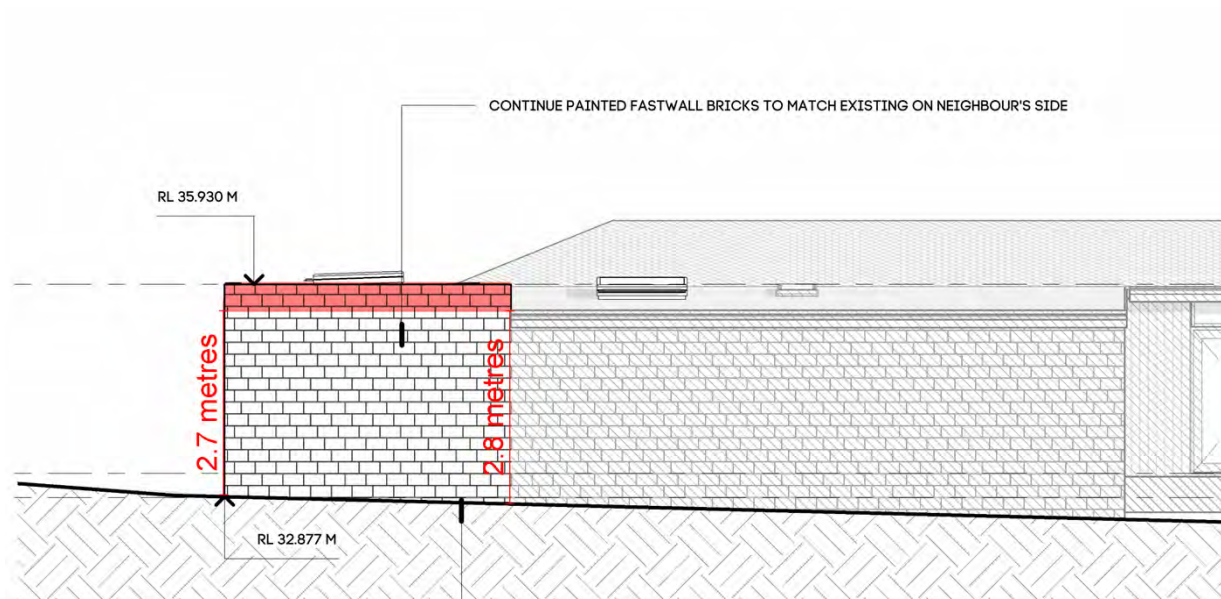 CONTINUE PAINTED FASTWALL BRICKS TO MATCH EXISTING ON NEIGHBOUR'S SIDE
RL 35.930 M
2.7 metres
2.8 metres
RL 32.877 M